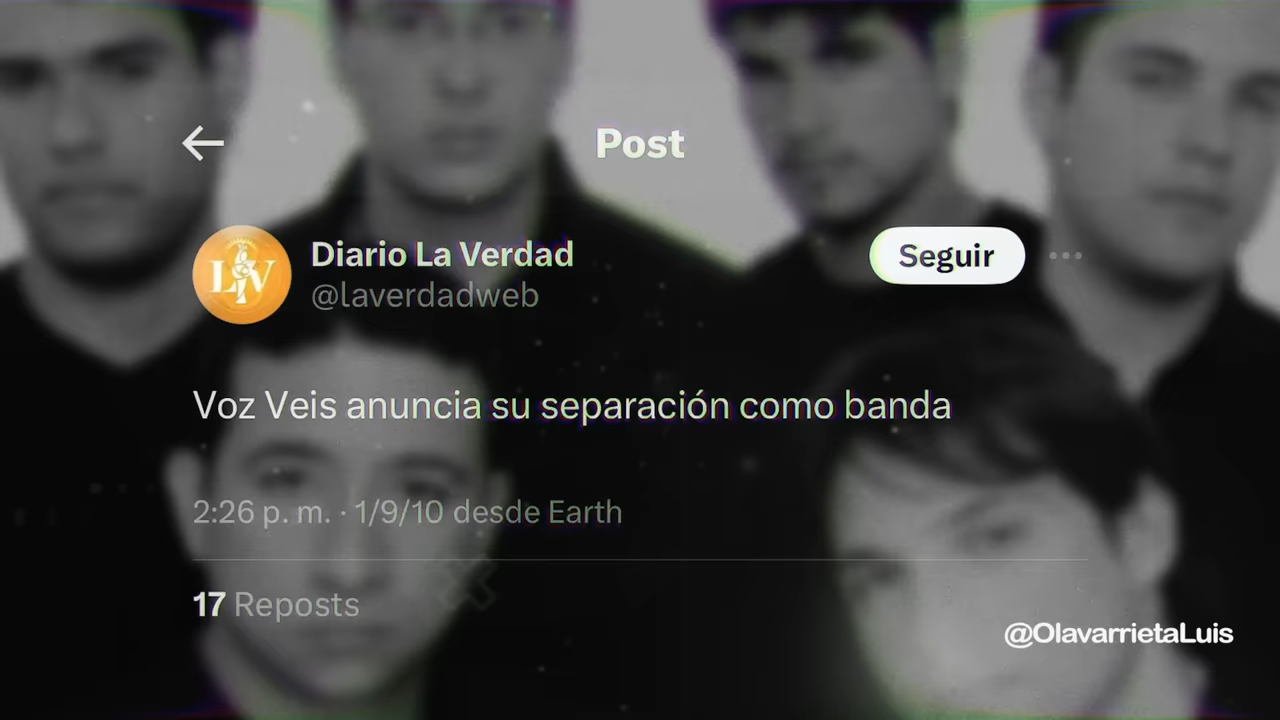 Post
LV
Diario La Verdad
@laverdadweb
Seguir
Voz Veis anuncia su separación como banda
2:26 p. m. · 1/9/10 desde Earth
17 Reposts
@OlavarrietaLuis